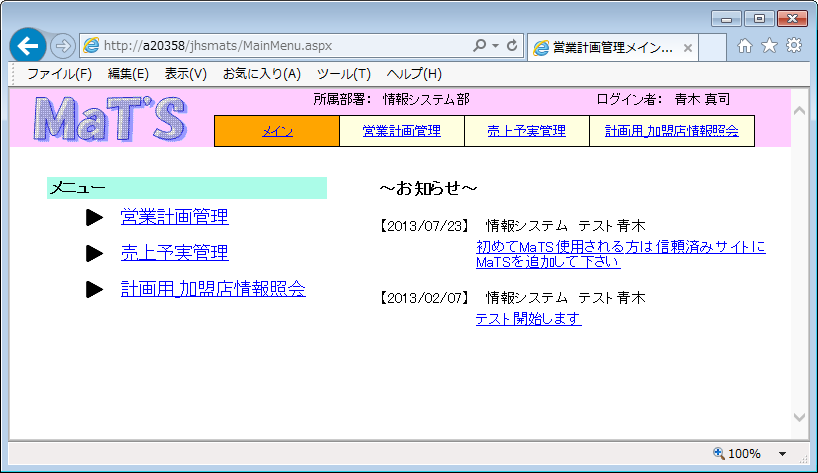 http://a20358/jhsmats/MainMenu.aspx
営業計画管理メイン...
ファイル(F) 編集(E) 表示(V) お気に入り(A) ツール(T) ヘルプ(H)
MaT'S
所属部署： 情報システム部 ログイン者： 青木 真司
メイン 営業計画管理 売上予実管理 計画用_加盟店情報照会
メニュー
▶ 営業計画管理
▶ 売上予実管理
▶ 計画用_加盟店情報照会
～お知らせ～
【2013/07/23】 情報システム テスト青木
初めてMaTS使用される方は信頼済みサイトに
MaTSを追加して下さい
【2013/02/07】 情報システム テスト青木
テスト開始します
100%